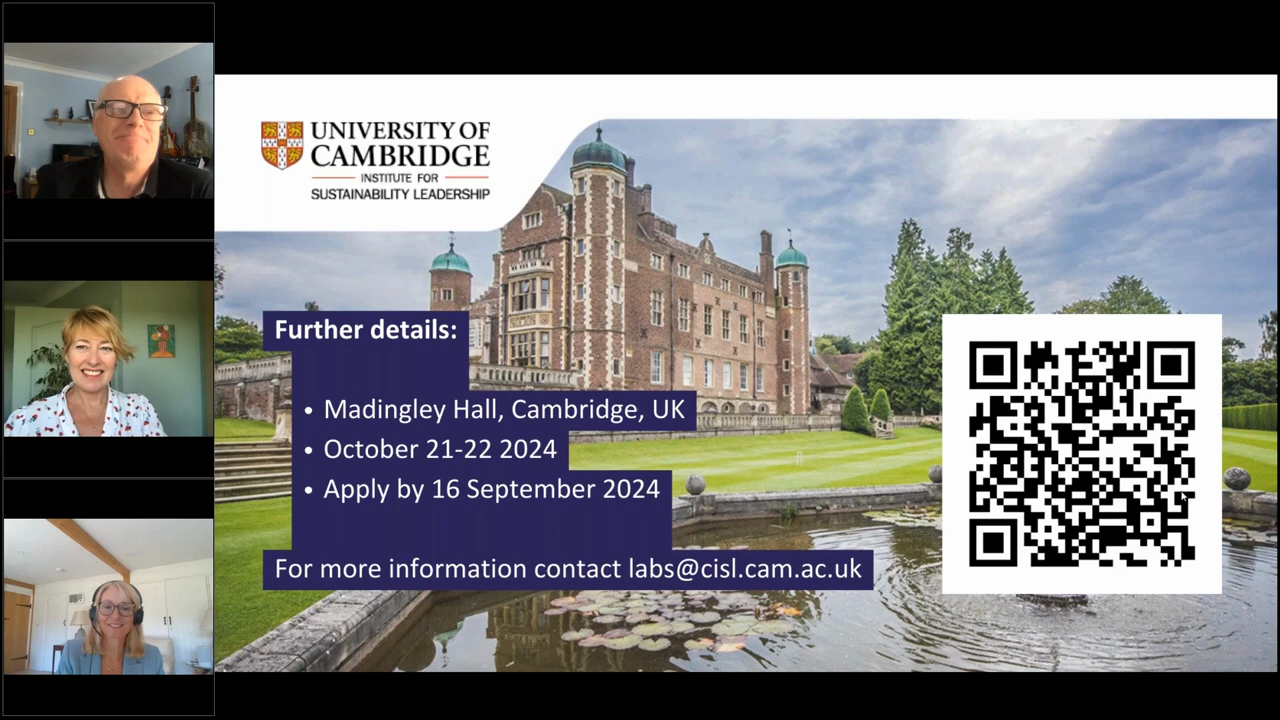 UNIVERSITY OF
CAMBRIDGE
INSTITUTE FOR
SUSTAINABILITY LEADERSHIP
Further details:
• Madingley Hall, Cambridge, UK
• October 21-22 2024
• Apply by 16 September 2024
For more information contact labs@cisl.cam.ac.uk